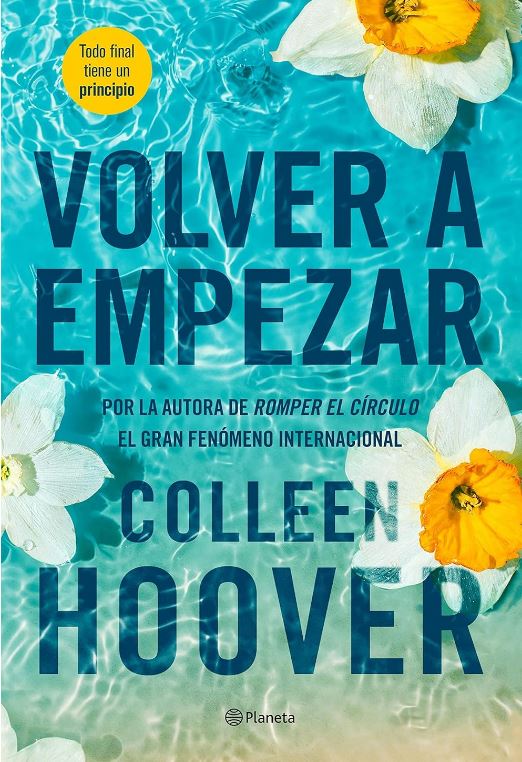 Todo final
tiene un
principio
VOLVER A
EMPEZAR
POR LA AUTORA DE ROMPER EL CÍRCULO
EL GRAN FENÓMENO INTERNACIONAL
COLLEEN
HOOVER
Planeta